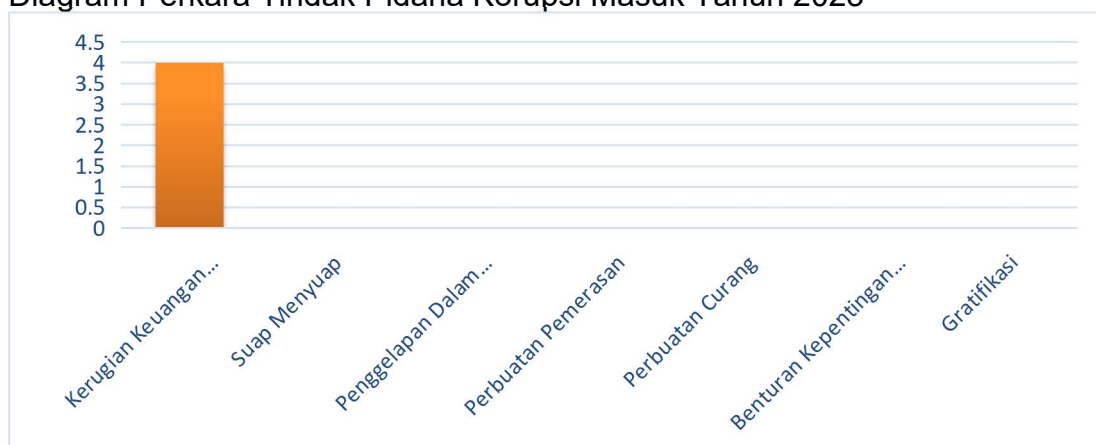 Diagram Perkara Tindak Pidana Korupsi Masuk Tahun
4.5
4
3.5
3
2.5
2
1.5
1
0.5
0
Kerugian Keuangan...
Suap Menyuap
Penggelapan Dalam...
Perbuatan Pemerasan
Perbuatan Curang
Benturan Kepentingan...
Gratifikasi